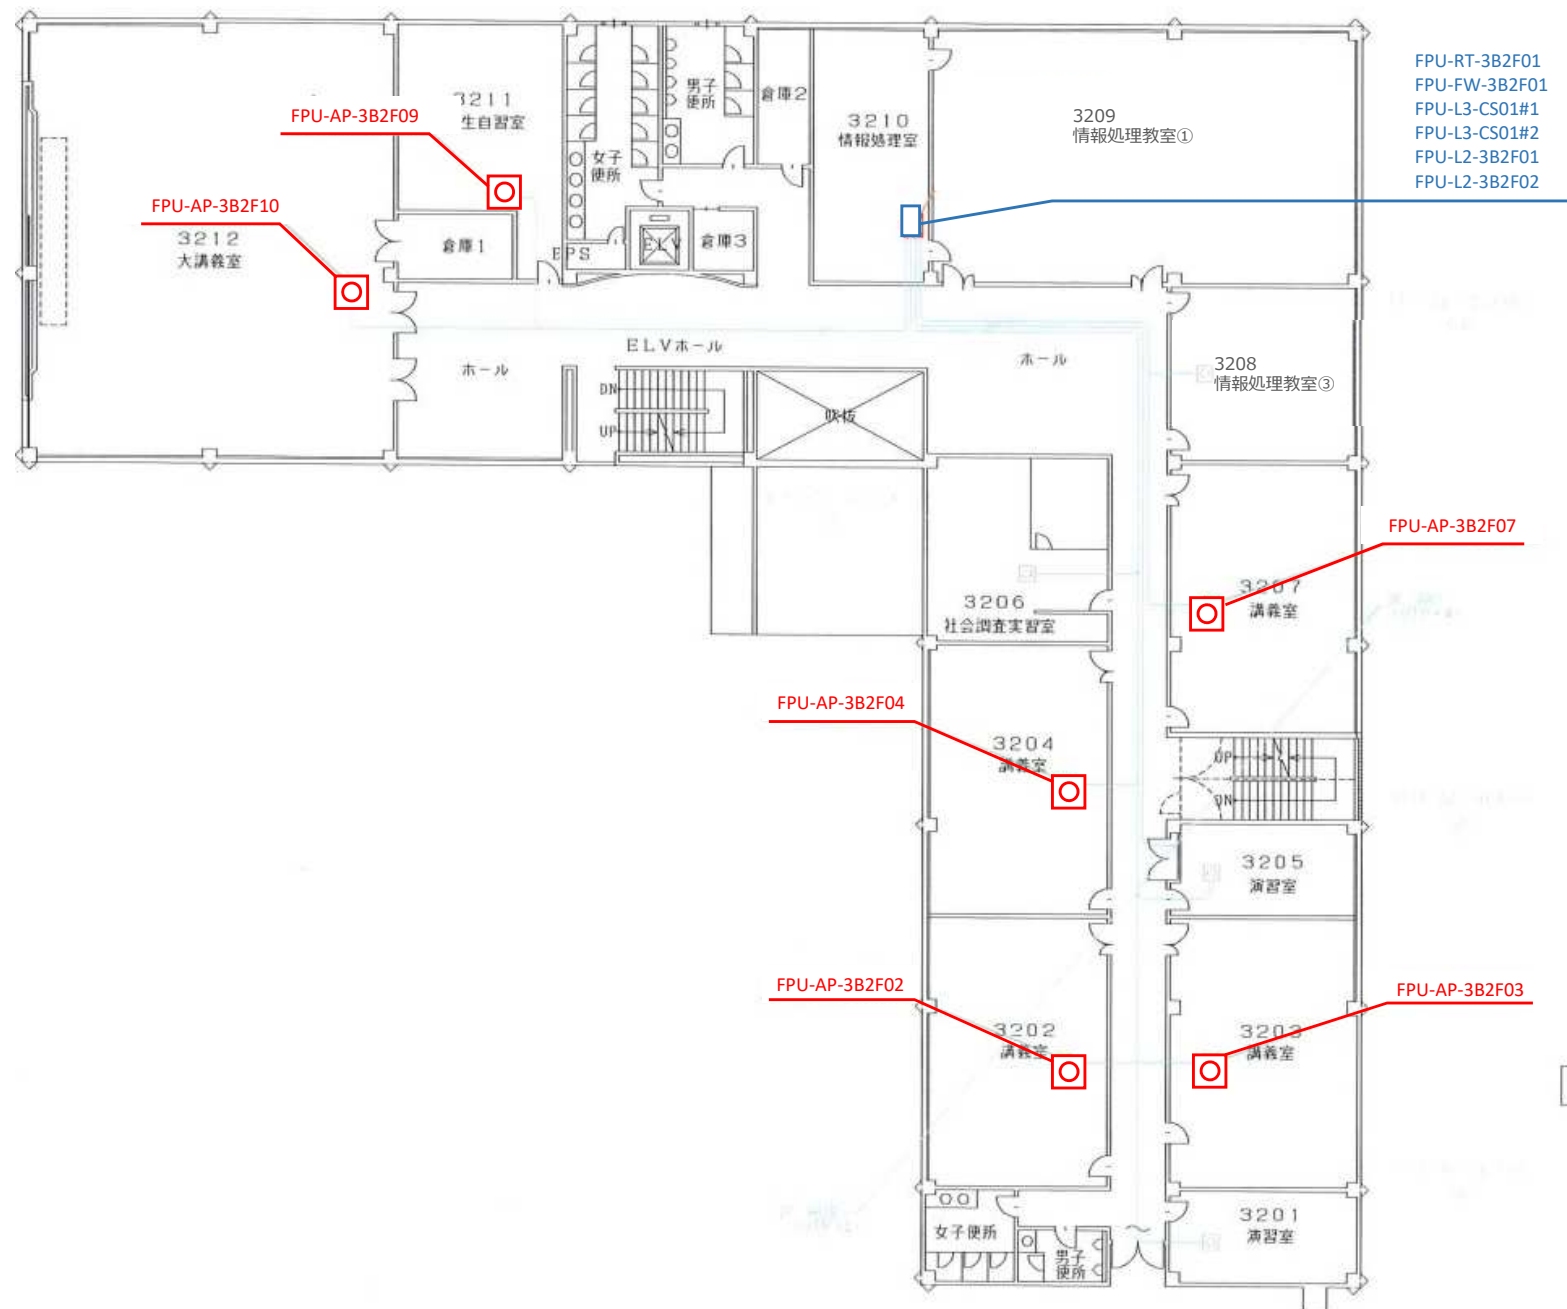 FPU-RT-3B2F01
FPU-FW-3B2F01
FPU-L3-CS01#1
FPU-L3-CS01#2
FPU-L2-3B2F01
FPU-L2-3B2F02
FPU-AP-3B2F09
3211
生自習室
男子
便所
倉庫2
3210
情報処理室
3209
情報処理教室①
女子
便所
FPU-AP-3B2F10
3212
大講義室
倉庫1
EPS
ELV
倉庫3
ELVホール
ホール
ホール
3208
情報処理教室③
DN
UP
吹抜
FPU-AP-3B2F07
3207
講義室
3206
社会調査実習室
FPU-AP-3B2F04
3204
講義室
UP
DN
3205
演習室
FPU-AP-3B2F02
FPU-AP-3B2F03
3202
講義室
3203
講義室
女子便所
男子
便所
3201
演習室